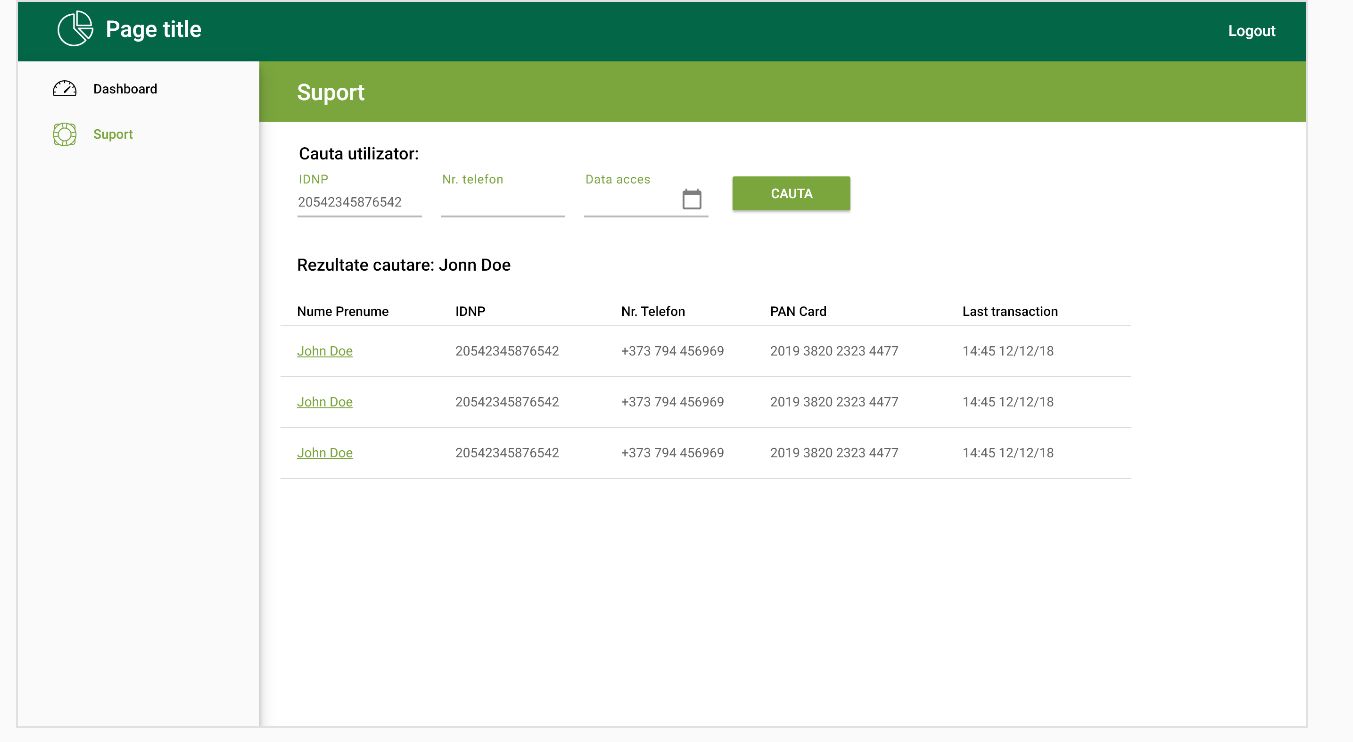 Page title
Logout
Dashboard
Suport
Suport
Cauta utilizator:
IDNP Nr. telefon Data acces
20542345876542
CAUTA
Rezultate cautare: Jonn Doe
Nume Prenume IDNP Nr. Telefon PAN Card Last transaction
John Doe 20542345876542 +373 794 456969 2019 3820 2323 4477 14:45 12/12/18
John Doe 20542345876542 +373 794 456969 2019 3820 2323 4477 14:45 12/12/18
John Doe 20542345876542 +373 794 456969 2019 3820 2323 4477 14:45 12/12/18